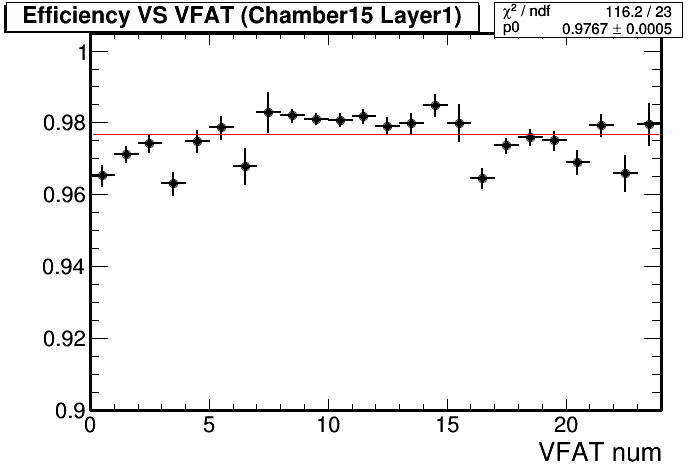 Efficiency VS VFAT (Chamber15 Layer1)
χ² / ndf 116.2 / 23
p0 0.9767 ± 0.0005
1
0.98
0.96
0.94
0.92
0.9
0 5 10 15 20
VFAT num